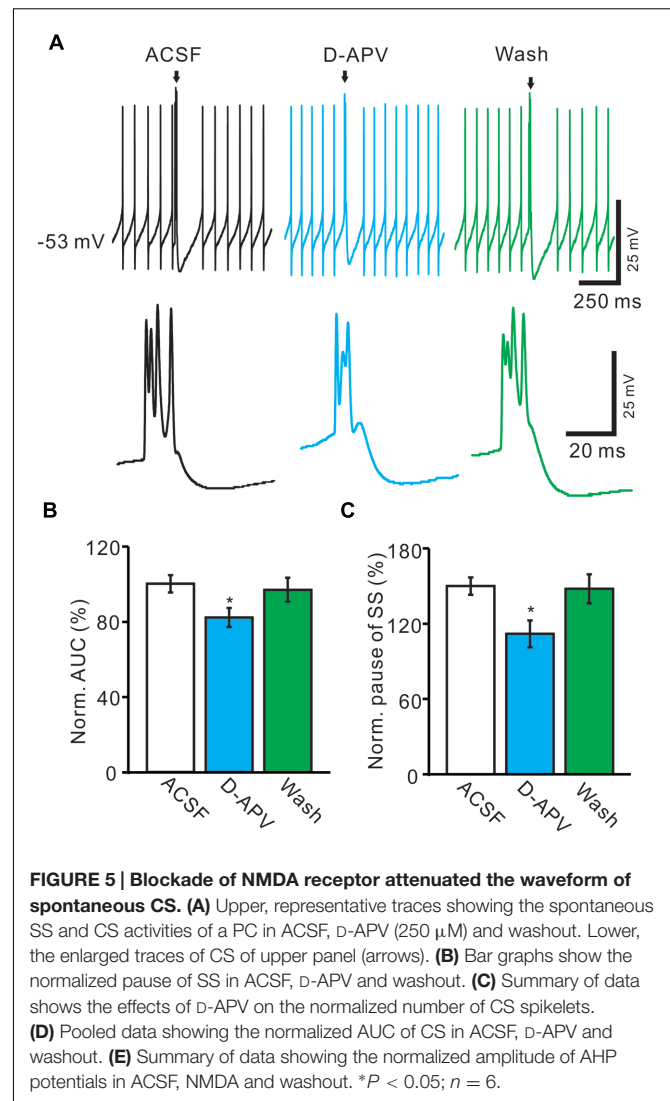 A
ACSF
D-APV
Wash
-53 mV
25 mV
250 ms
25 mV
20 ms
B
C
120
80
40
0
Norm. AUC (%)
ACSF
D-APV
Wash
*
180
120
60
0
Norm. pause of SS (%)
ACSF
D-APV
Wash
*
FIGURE 5 | Blockade of NMDA receptor attenuated the waveform of
spontaneous CS. (A) Upper, representative traces showing the spontaneous
SS and CS activities of a PC in ACSF, D-APV (250 μM) and washout. Lower,
the enlarged traces of CS of upper panel (arrows). (B) Bar graphs show the
normalized pause of SS in ACSF, D-APV and washout. (C) Summary of data
shows the effects of D-APV on the normalized number of CS spikelets.
(D) Pooled data showing the normalized AUC of CS in ACSF, D-APV and
washout. (E) Summary of data showing the normalized amplitude of AHP
potentials in ACSF, NMDA and washout. *P < 0.05; n = 6.